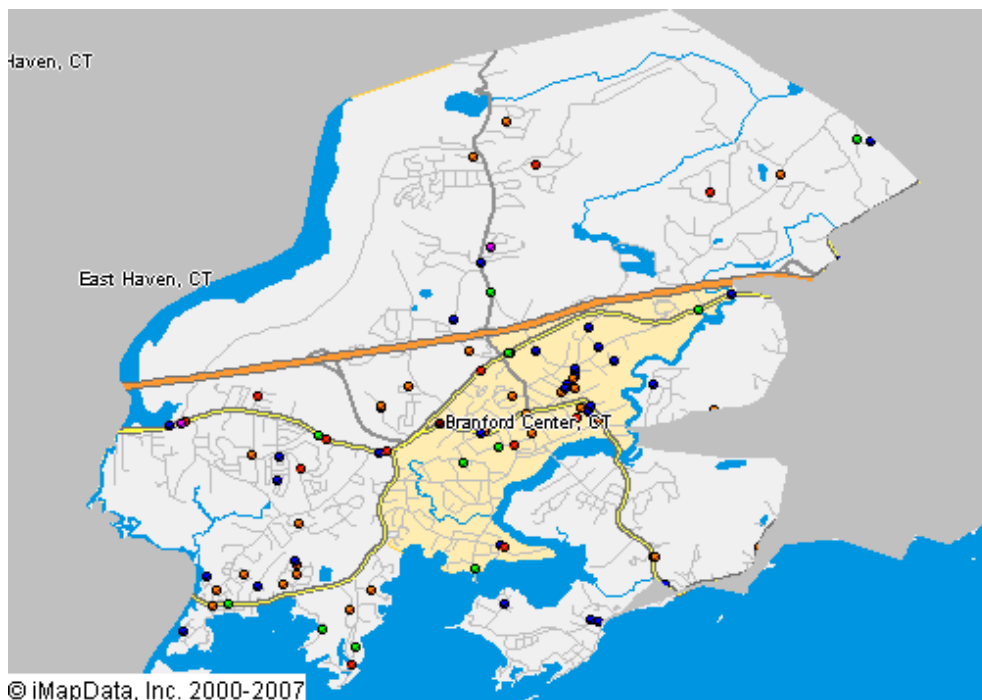 Haven, CT
East Haven, CT
Branford Center, CT
© iMapData, Inc. 2000-2007